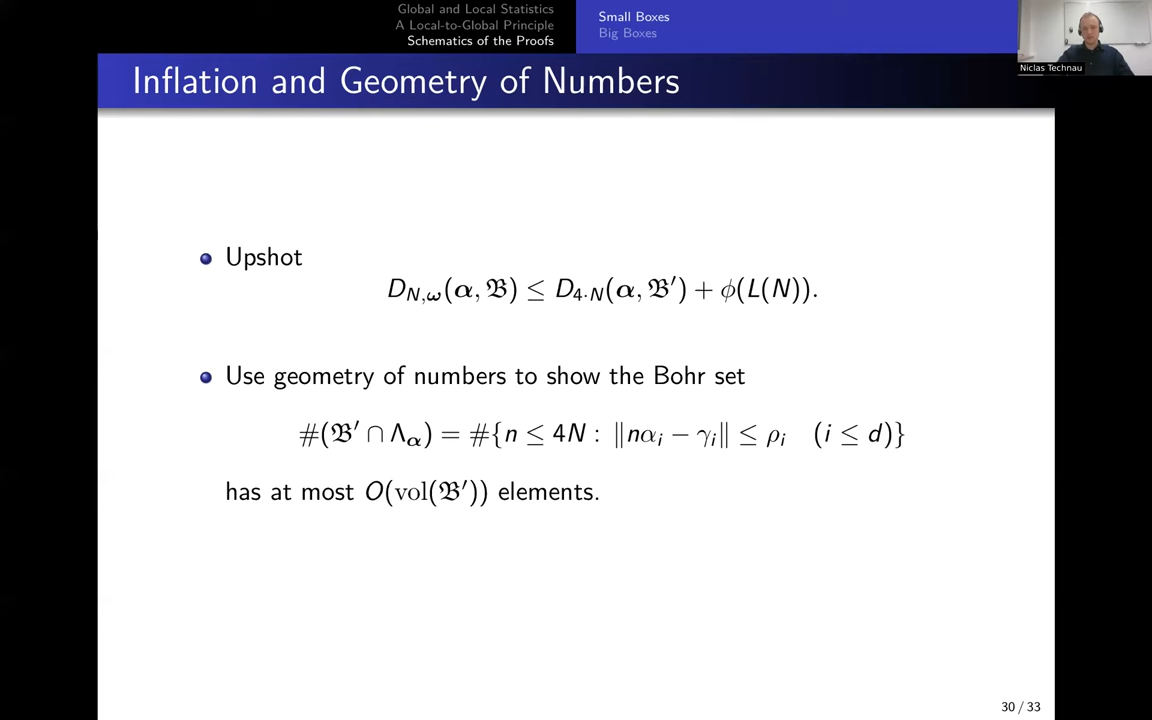 Global and Local Statistics
A Local-to-Global Principle
Schematics of the Proofs
Small Boxes
Big Boxes
Niclas Technau
Inflation and Geometry of Numbers
Upshot
D_{N,𝝎}(𝜶, 𝔅) ≤ D_{4·N}(𝜶, 𝔅′) + ϕ(L(N)).
Use geometry of numbers to show the Bohr set
#(𝔅′ ∩ Λ_𝜶) = #{n ≤ 4N : ‖nα_i − γ_i‖ ≤ ρ_i (i ≤ d)}
has at most O(vol(𝔅′)) elements.
30 / 33